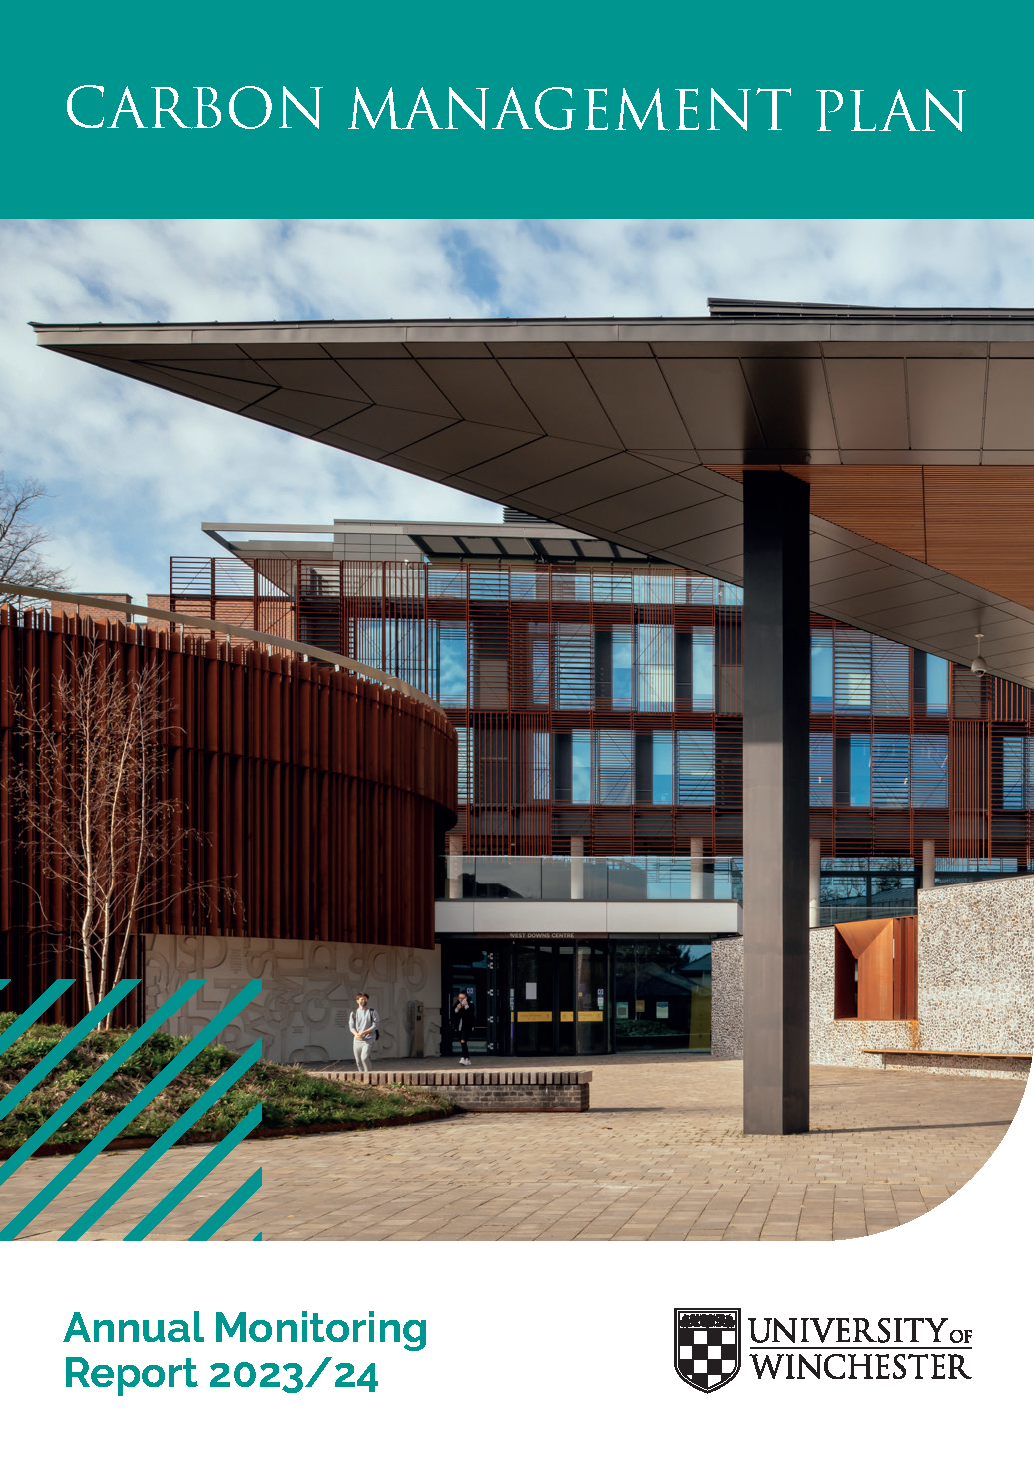 CARBON MANAGEMENT PLAN
WEST DOWNS CENTRE
Annual Monitoring
Report 2023/24
UNIVERSITY OF
WINCHESTER